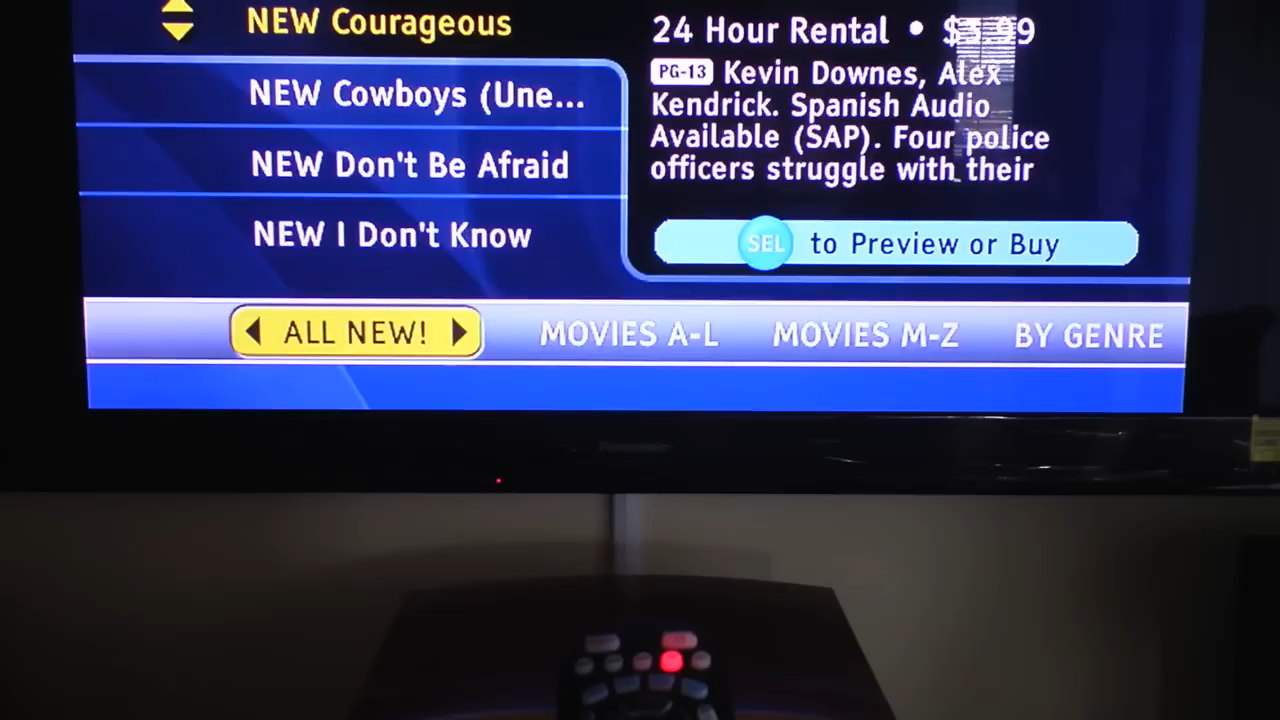 NEW Courageous
NEW Cowboys (Une...
NEW Don't Be Afraid
NEW I Don't Know
24 Hour Rental • $3.99
PG-13 Kevin Downes, Alex
Kendrick. Spanish Audio
Available (SAP). Four police
officers struggle with their
SEL to Preview or Buy
ALL NEW! MOVIES A-L MOVIES M-Z BY GENRE